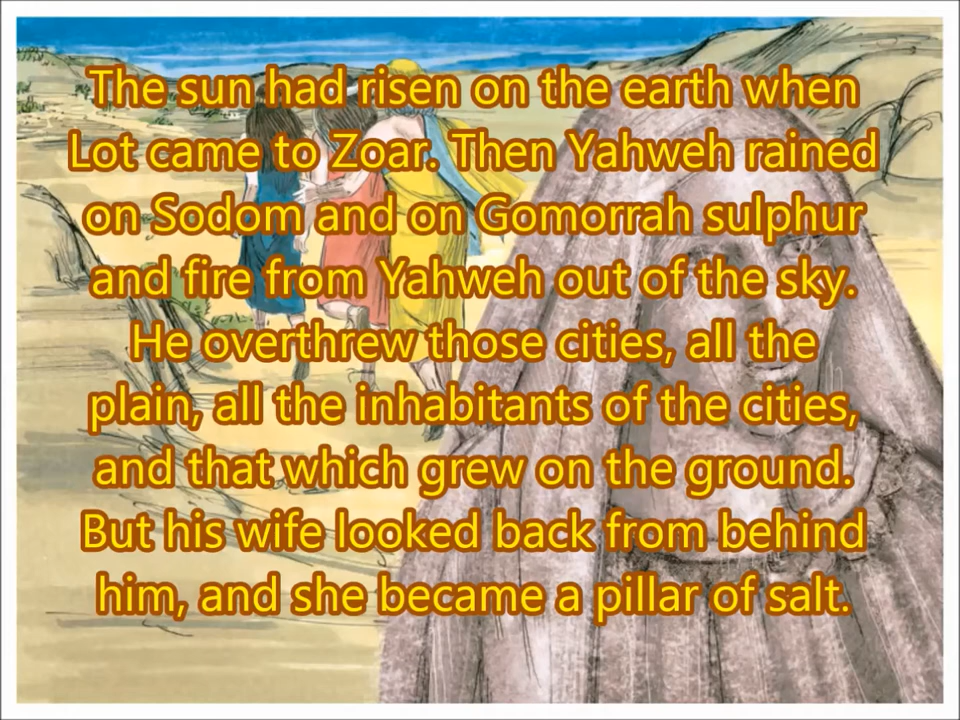 The sun had risen on the earth when
Lot came to Zoar. Then Yahweh rained
on Sodom and on Gomorrah sulphur
and fire from Yahweh out of the sky.
He overthrew those cities, all the
plain, all the inhabitants of the cities,
and that which grew on the ground.
But his wife looked back from behind
him, and she became a pillar of salt.